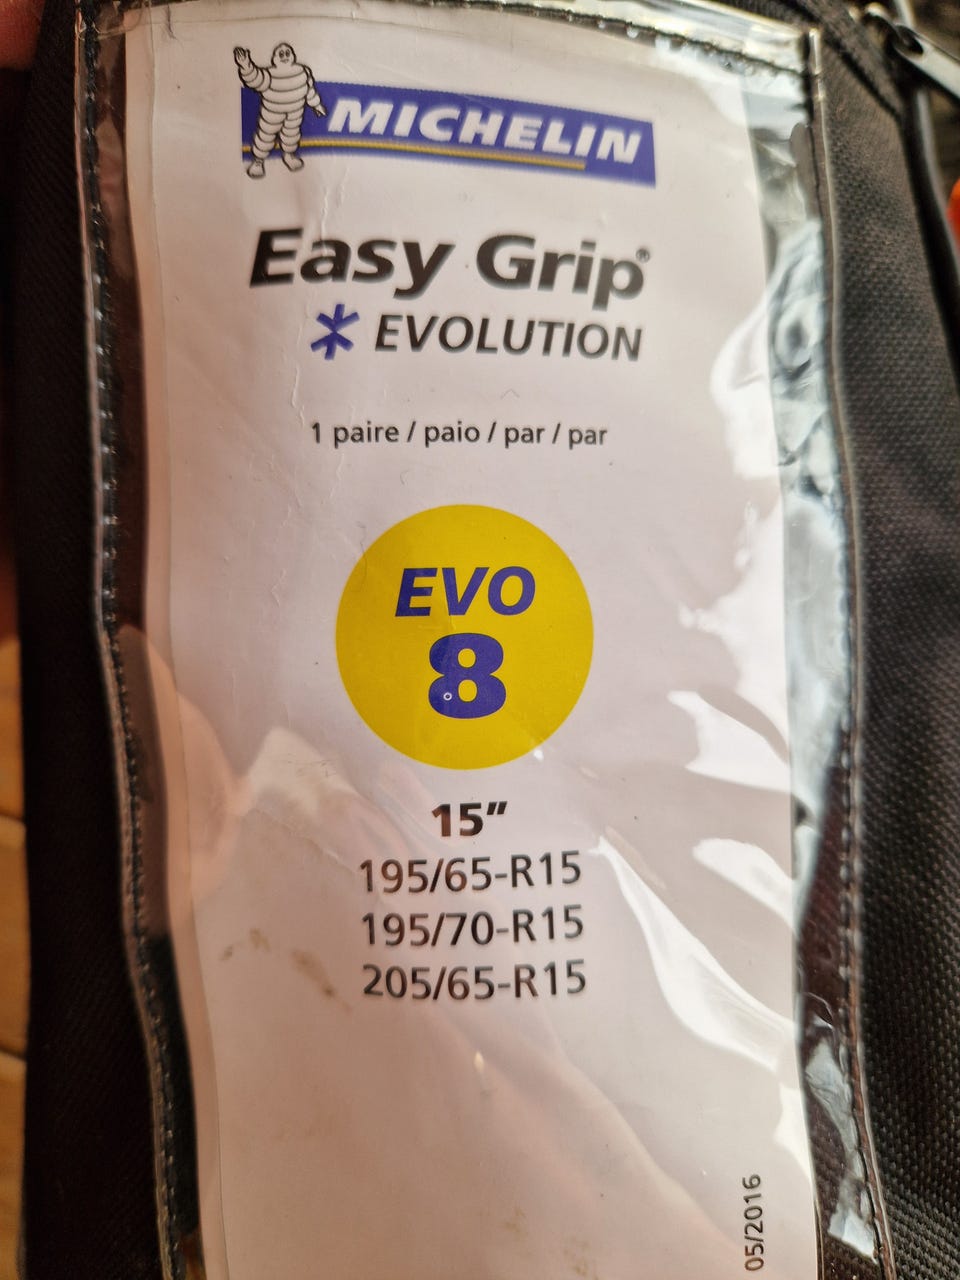 MICHELIN
Easy Grip®
* EVOLUTION
1 paire / paio / par / par
EVO
8
15”
195/65-R15
195/70-R15
205/65-R15
05/2016